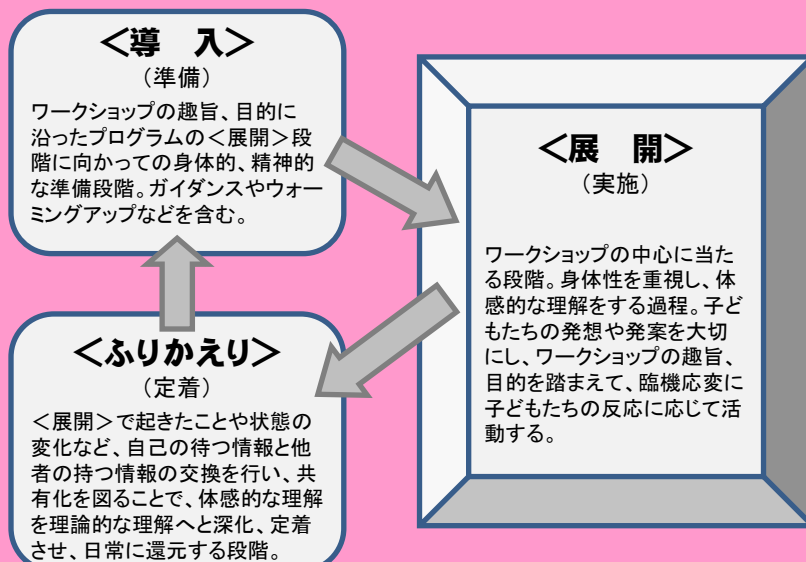 ＜導　入＞
（準備）
ワークショップの趣旨、目的に
沿ったプログラムの＜展開＞段
階に向かっての身体的、精神的
な準備段階。ガイダンスやウォー
ミングアップなどを含む。
＜展　開＞
（実施）
ワークショップの中心に当た
る段階。身体性を重視し、体
感的な理解をする過程。子ど
もたちの発想や発案を大切
にし、ワークショップの趣旨、
目的を踏まえて、臨機応変に
子どもたちの反応に応じて活
動する。
＜ふりかえり＞
（定着）
＜展開＞で起きたことや状態の
変化など、自己の待つ情報と他
者の持つ情報の交換を行い、共
有化を図ることで、体感的な理解
を理論的な理解へと深化、定着
させ、日常に還元する段階。